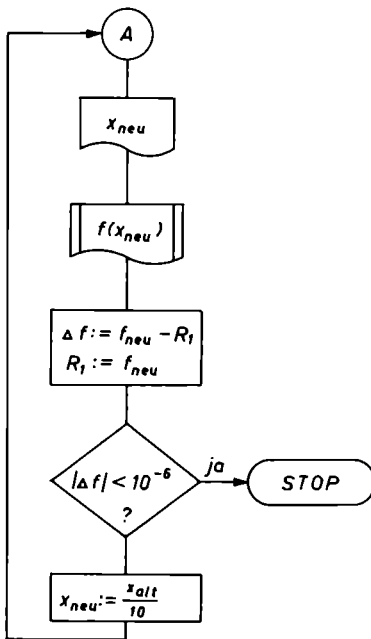 A
x_neu
f(x_neu)
Δf := f_neu - R_1
R_1 := f_neu
|Δf| < 10^-6
?
ja
STOP
x_neu := x_alt/10